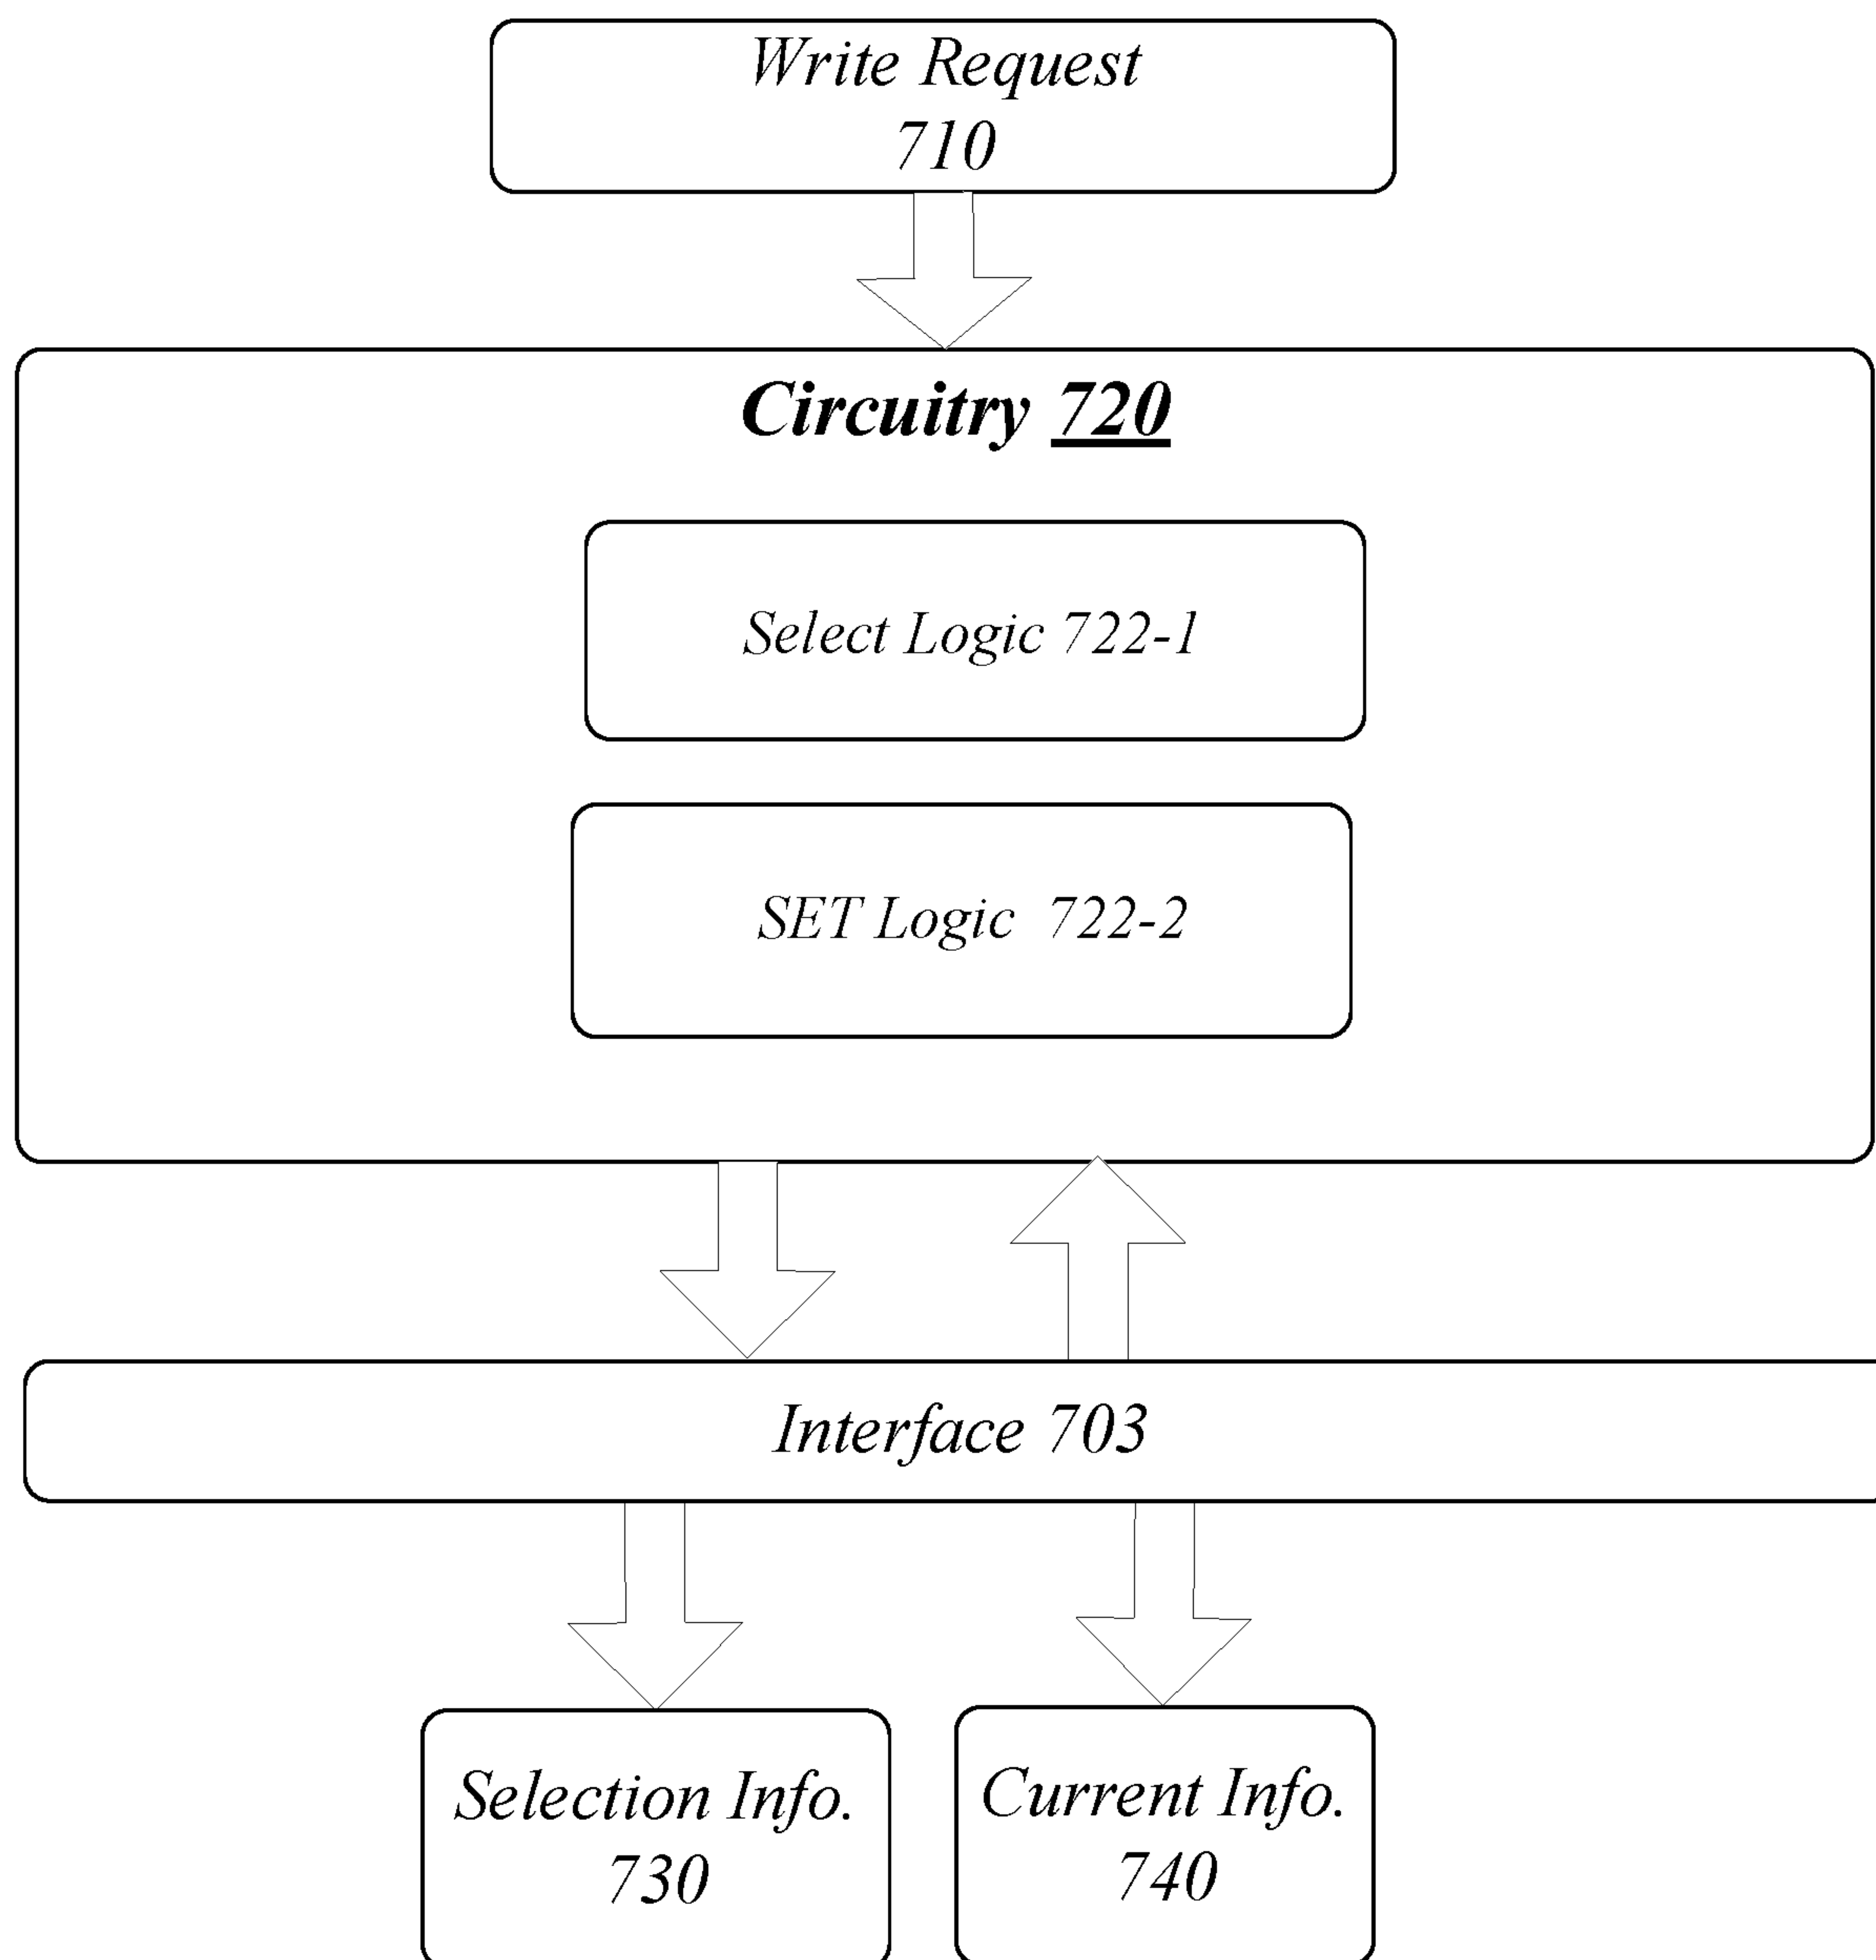 Write Request
710
Circuitry 720
Select Logic 722-1
SET Logic 722-2
Interface 703
Selection Info.
730
Current Info.
740